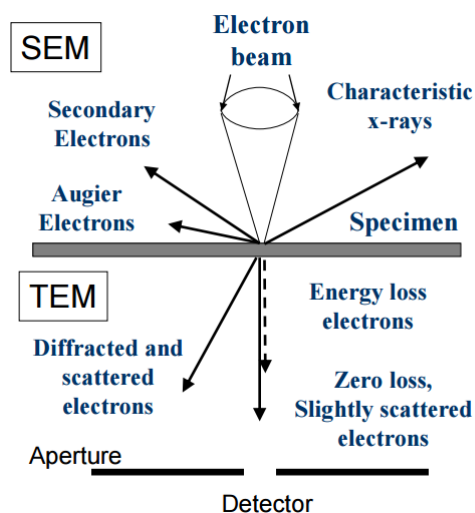 SEM
Electron
beam
Secondary
Electrons
Characteristic
x-rays
Augier
Electrons
Specimen
TEM
Energy loss
electrons
Diffracted and
scattered
electrons
Zero loss,
Slightly scattered
electrons
Aperture
Detector